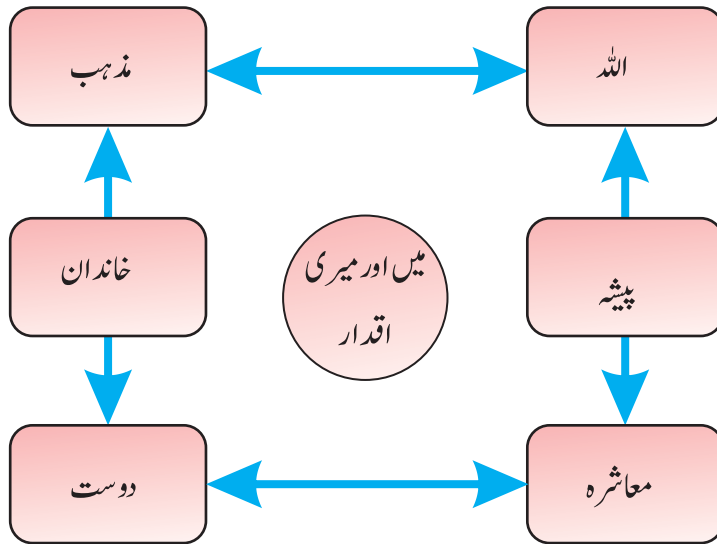 اللہ
مذہب
پیشہ
میں اور میری
اقدار
خاندان
معاشرہ
دوست